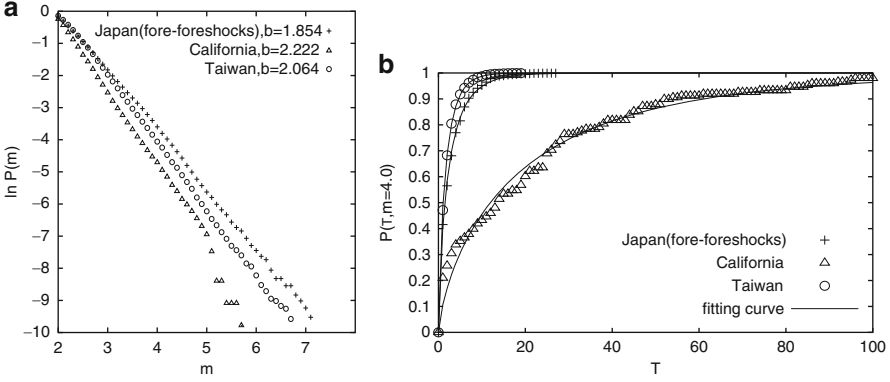 a
0
−1
−2
−3
−4
−5
−6
−7
−8
−9
−10
ln P(m)
2
3
4
5
6
7
m
Japan(fore-foreshocks),b=1.854 +
California,b=2.222 △
Taiwan,b=2.064 ○
b
1
0.9
0.8
0.7
0.6
0.5
0.4
0.3
0.2
0.1
0
P(τ,m=4.0)
0
20
40
60
80
100
T
Japan(fore-foreshocks)
California
Taiwan
fitting curve